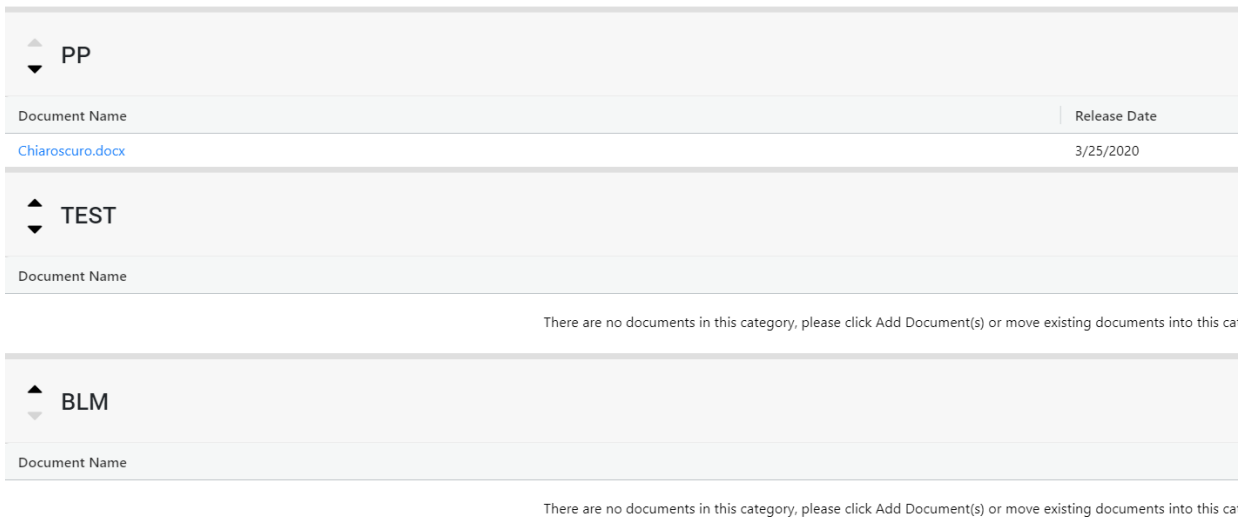 PP
Document Name Release Date
Chiaroscuro.docx 3/25/2020
TEST
Document Name
There are no documents in this category, please click Add Document(s) or move existing documents into this
BLM
Document Name
There are no documents in this category, please click Add Document(s) or move existing documents into this